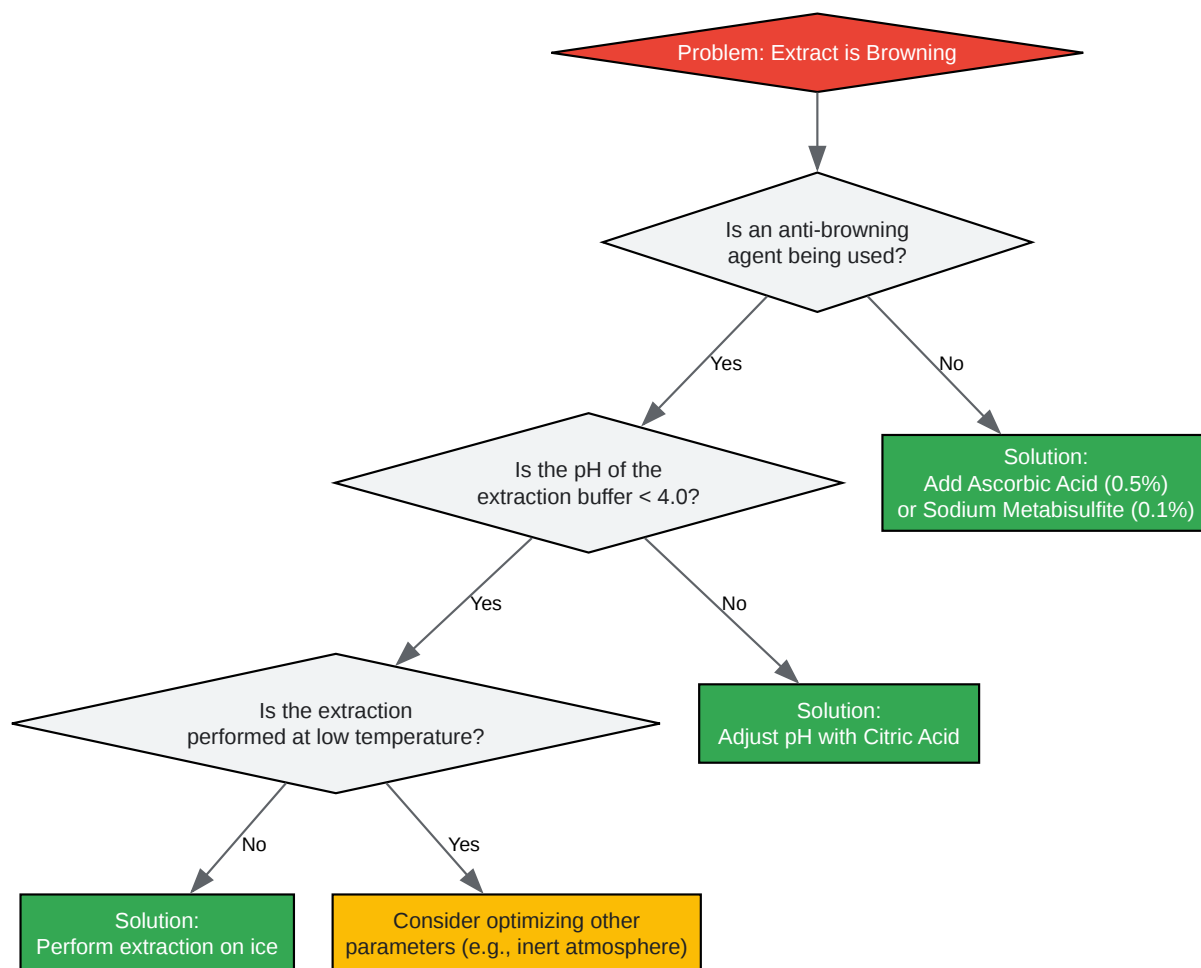 Problem: Extract is Browning
Is an anti-browning
agent being used?
Yes
No
Is the pH of the
extraction buffer < 4.0?
Solution:
Add Ascorbic Acid (0.5%)
or Sodium Metabisulfite (0.1%)
Yes
No
Is the extraction
performed at low temperature?
Solution:
Adjust pH with Citric Acid
No
Yes
Solution:
Perform extraction on ice
Consider optimizing other
parameters (e.g., inert atmosphere)